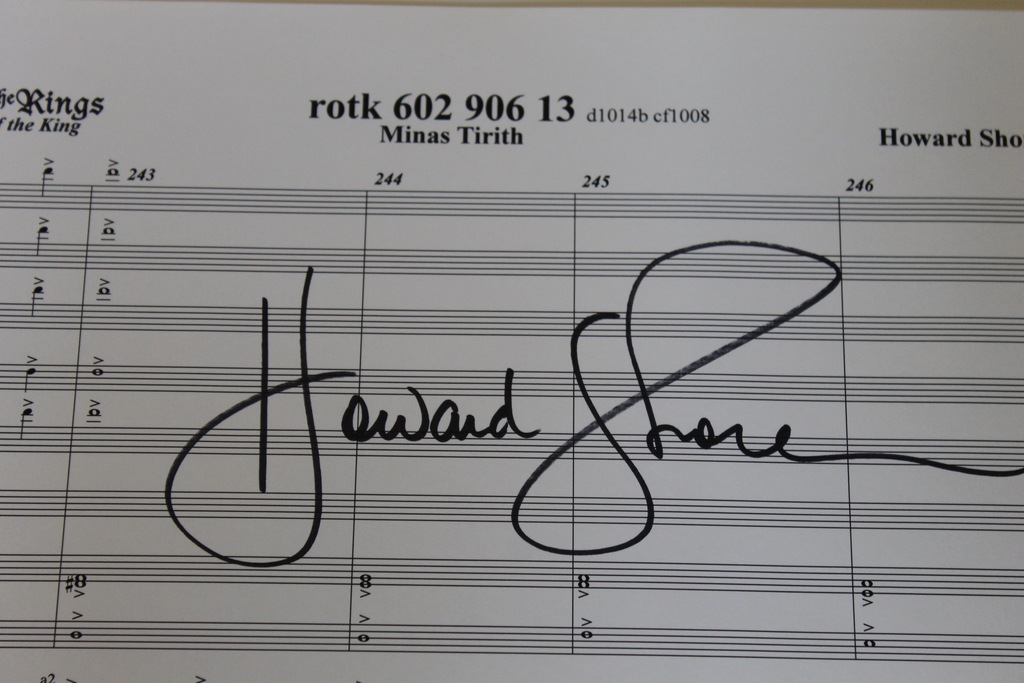 he Rings
f the King
rotk 602 906 13 d1014b cf1008
Minas Tirith
Howard Sho
243 244 245 246
Howard Shore
a2